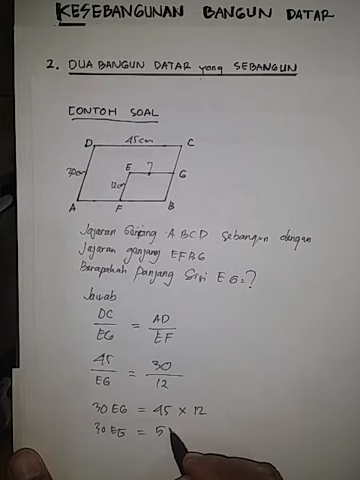 KESEBANGUNAN BANGUN DATAR
2. DUA BANGUN DATAR yang SEBANGUN
CONTOH SOAL
D 45cm C
30cm E ? G
12cm
A F B
Jajaran Genjang ABCD Sebangun dengan
Jajaran genjang EFBG
Berapakah Panjang Sisi EG = ?
Jawab
DC / EG = AD / EF
45 / EG = 30 / 12
30 EG = 45 × 12
30 EG = 5